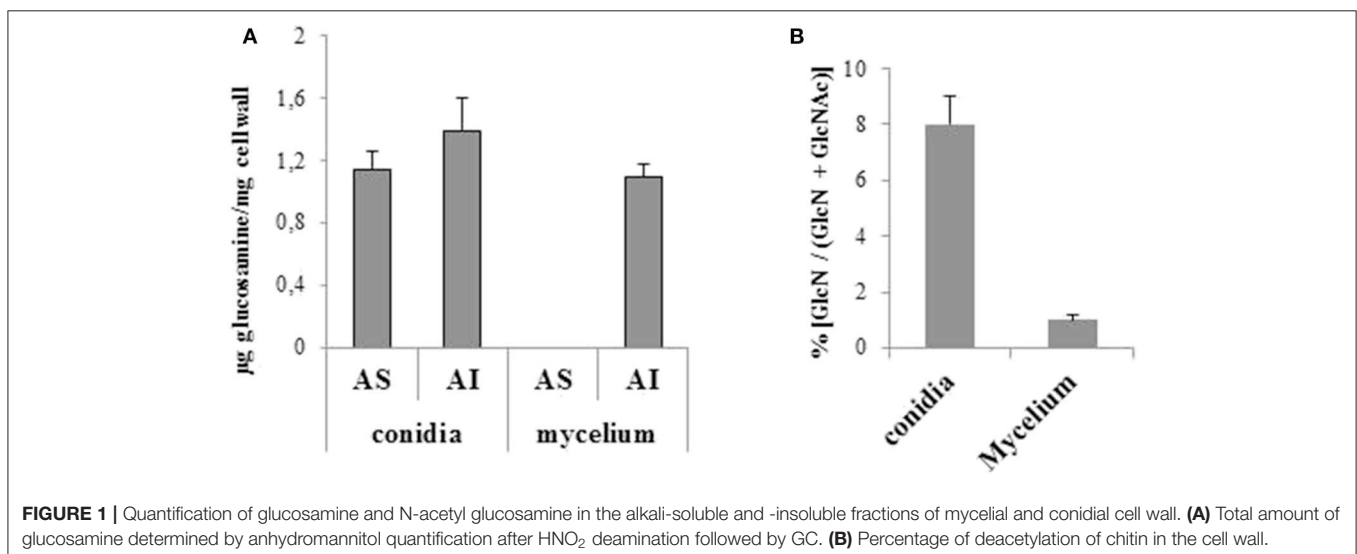 A
µg glucosamine/mg cell wall
2
1,6
1,2
0,8
0,4
0
AS AI AS AI
conidia mycelium
B
% [GlcN / (GlcN + GlcNAc)]
10
8
6
4
2
0
conidia
Mycelium
FIGURE 1 | Quantification of glucosamine and N-acetyl glucosamine in the alkali-soluble and -insoluble fractions of mycelial and conidial cell wall. (A) Total amount of
glucosamine determined by anhydromannitol quantification after HNO₂ deamination followed by GC. (B) Percentage of deacetylation of chitin in the cell wall.